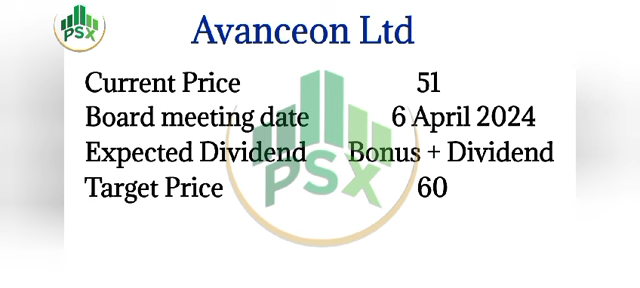 PSX
Avanceon Ltd
Current Price 51
Board meeting date 6 April 2024
Expected Dividend Bonus + Dividend
Target Price 60
PSX